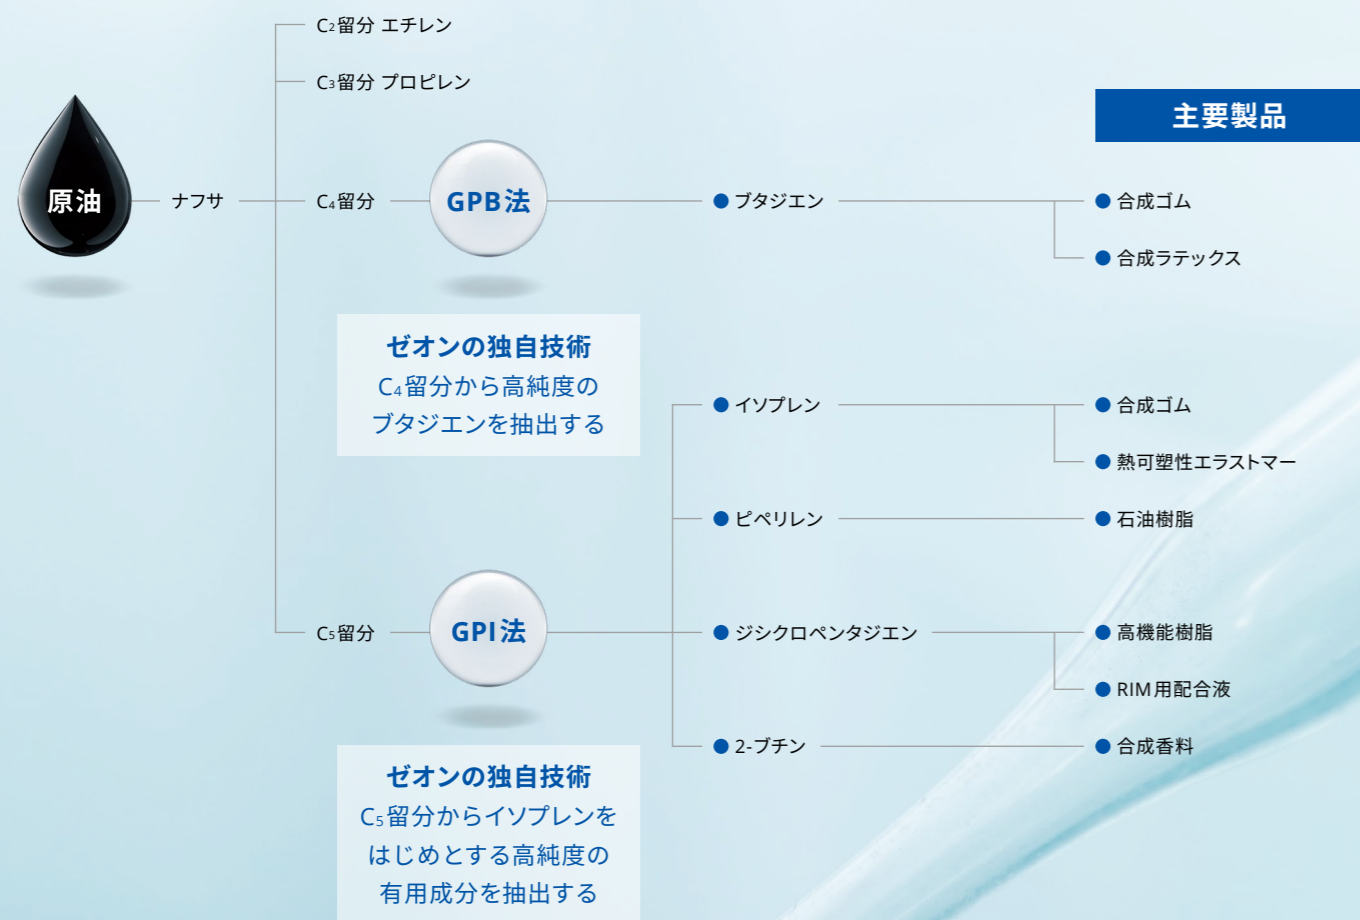 C₂留分 エチレン
C₃留分 プロピレン
主要製品
原油
ナフサ
C₄留分
GPB法
ブタジエン
合成ゴム
合成ラテックス
ゼオンの独自技術
C₄留分から高純度の
ブタジエンを抽出する
イソプレン
合成ゴム
熱可塑性エラストマー
ピペリレン
石油樹脂
C₅留分
GPI法
ジシクロペンタジエン
高機能樹脂
RIM用配合液
2-ブチン
合成香料
ゼオンの独自技術
C₅留分からイソプレンを
はじめとする高純度の
有用成分を抽出する